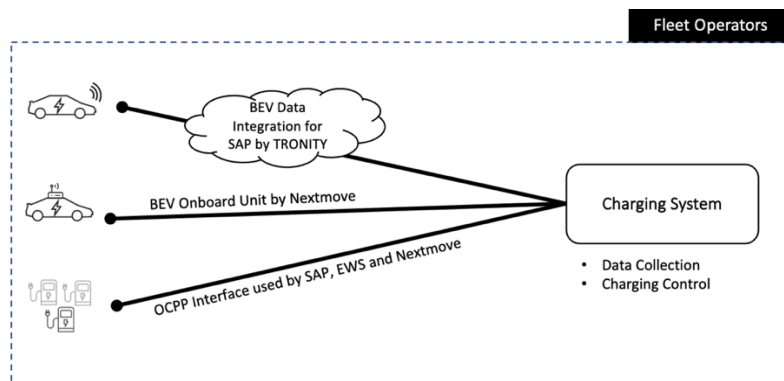 Fleet Operators
BEV Data
Integration for
SAP by TRONITY
BEV Onboard Unit by Nextmove
OCPP Interface used by SAP, EWS and Nextmove
Charging System
• Data Collection
• Charging Control